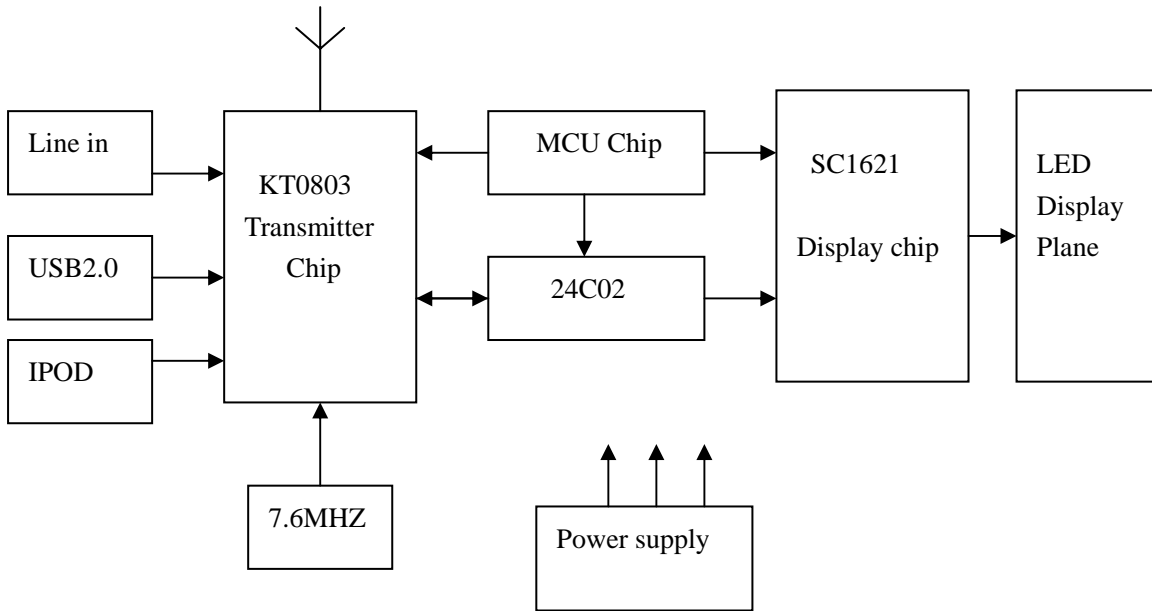 Line in
USB2.0
IPOD
KT0803
Transmitter
Chip
7.6MHZ
MCU Chip
24C02
Power supply
SC1621
Display chip
LED
Display
Plane